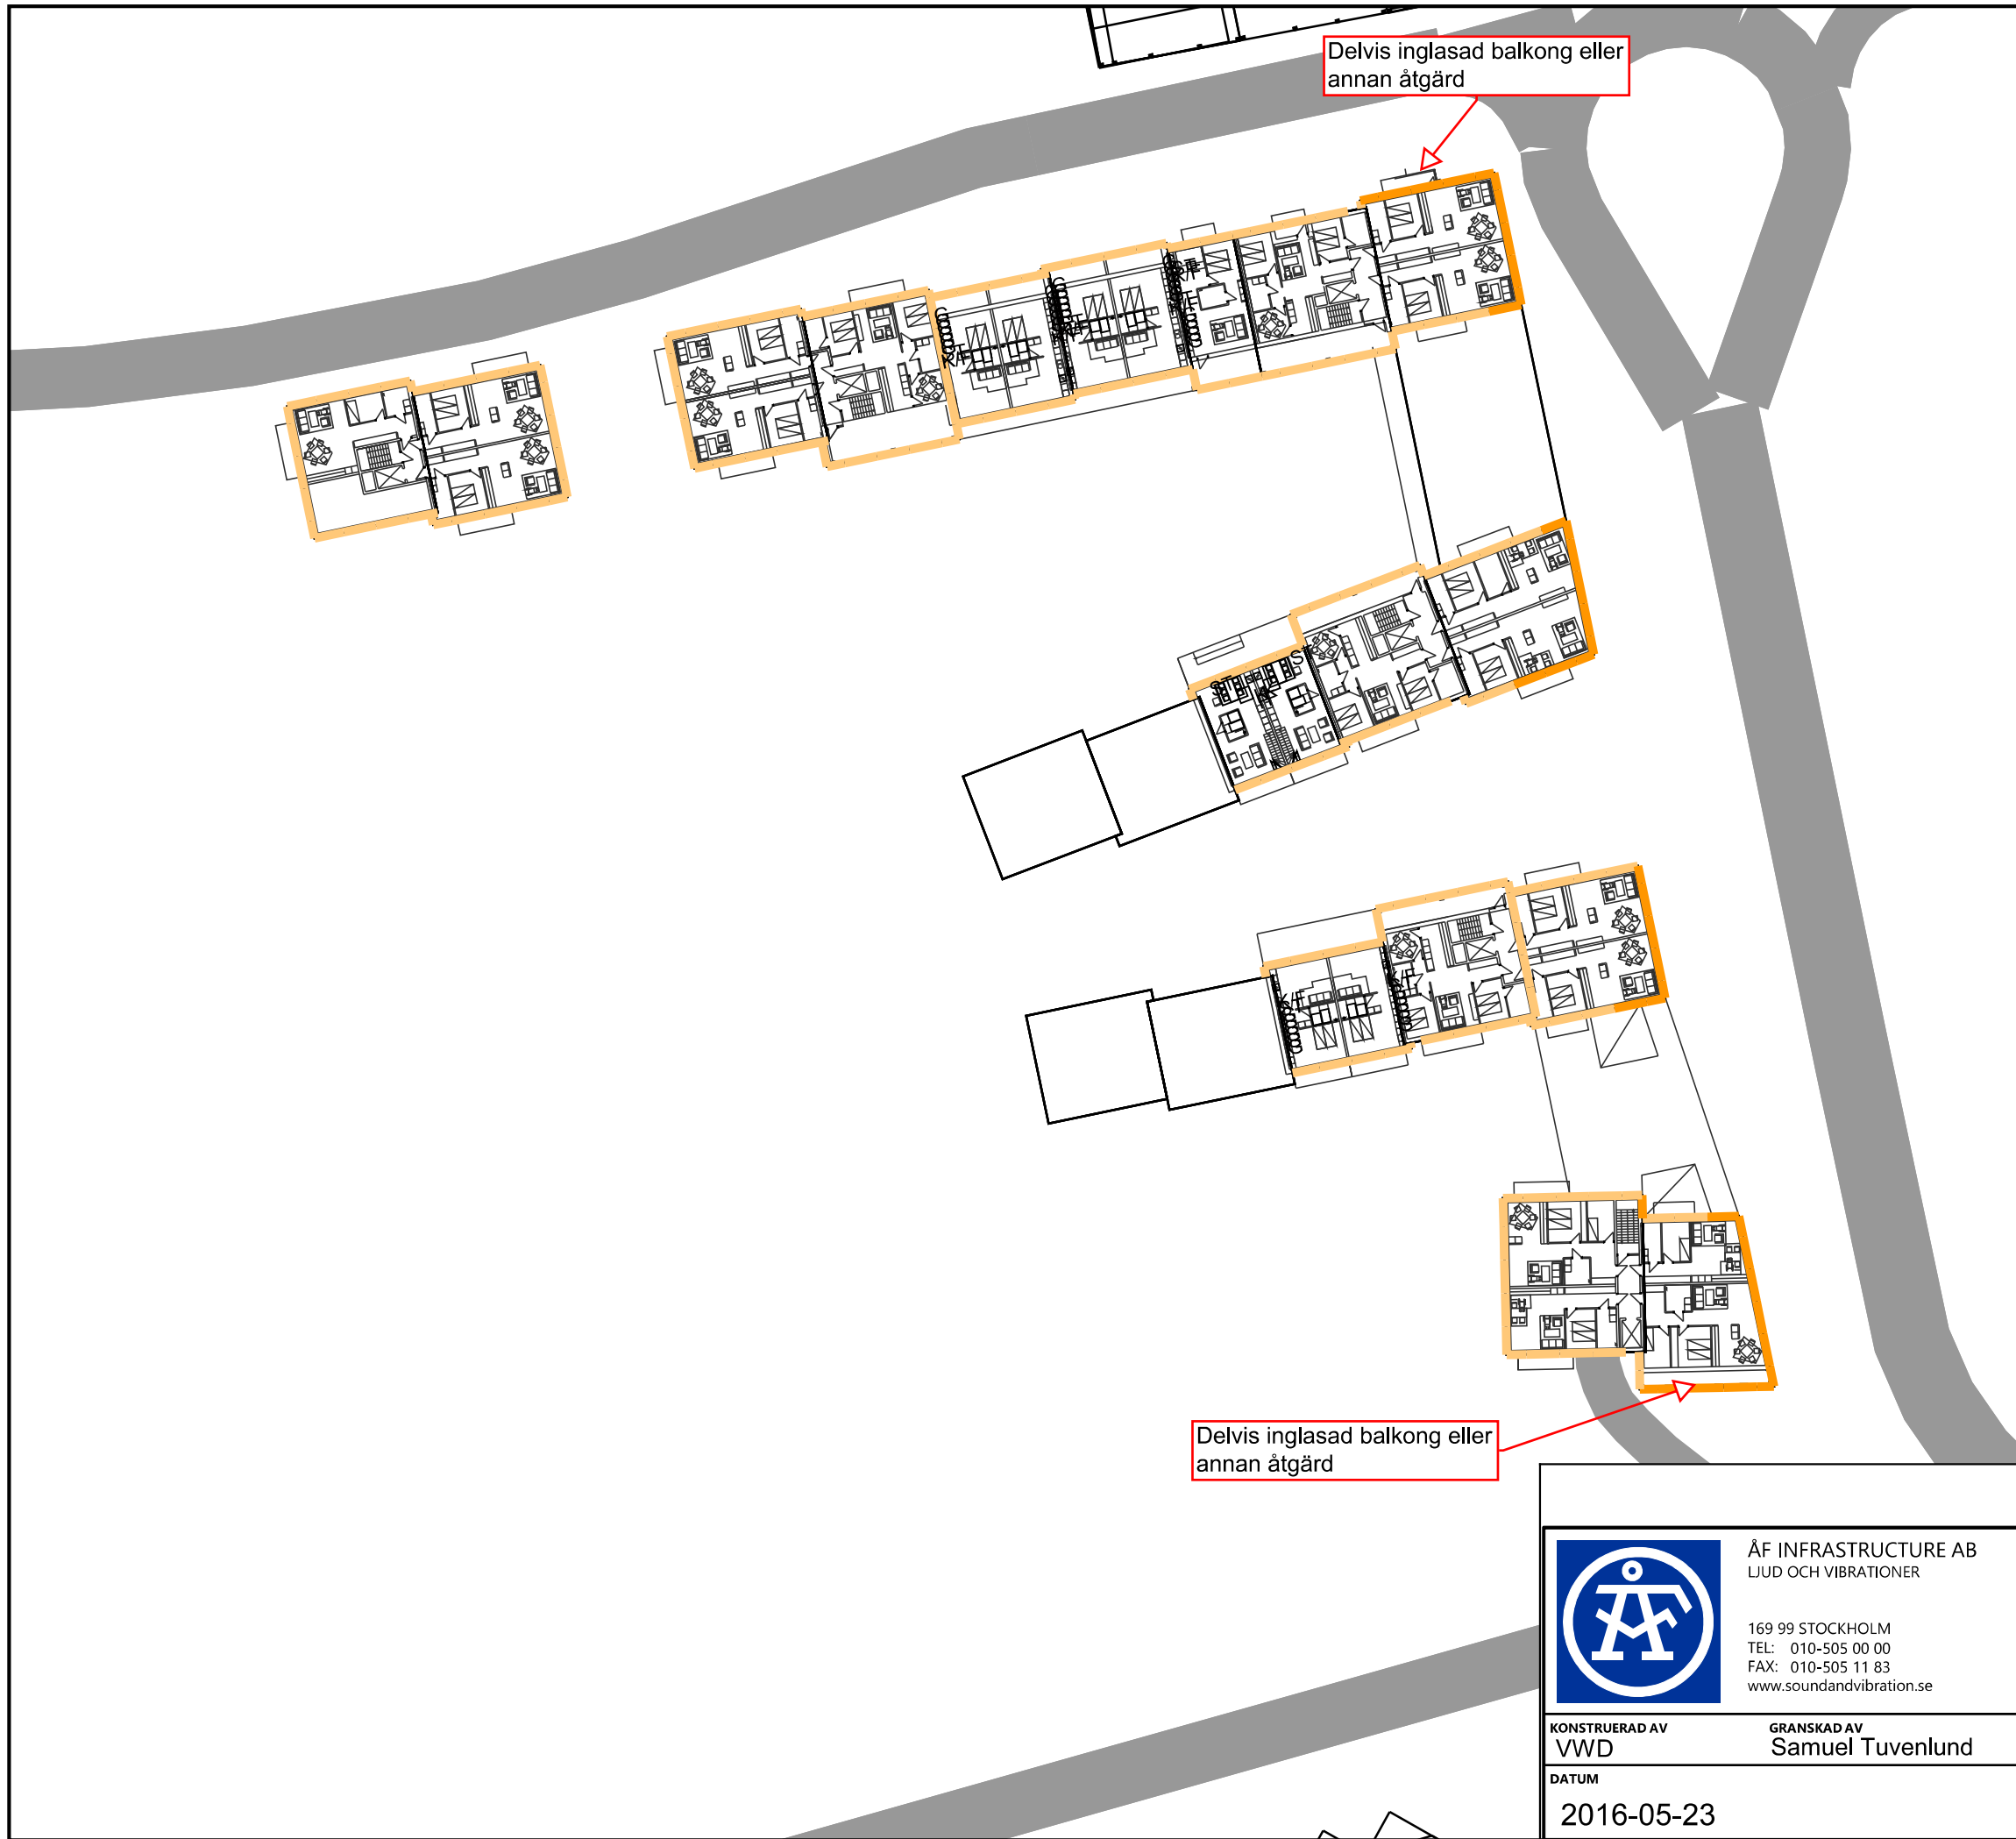 Delvis inglasad balkong eller
annan åtgärd
Delvis inglasad balkong eller
annan åtgärd
ÅF INFRASTRUCTURE AB
LJUD OCH VIBRATIONER
169 99 STOCKHOLM
TEL: 010-505 00 00
FAX: 010-505 11 83
www.soundandvibration.se
KONSTRUERAD AV
VWD
GRANSKAD AV
Samuel Tuvenlund
DATUM
2016-05-23